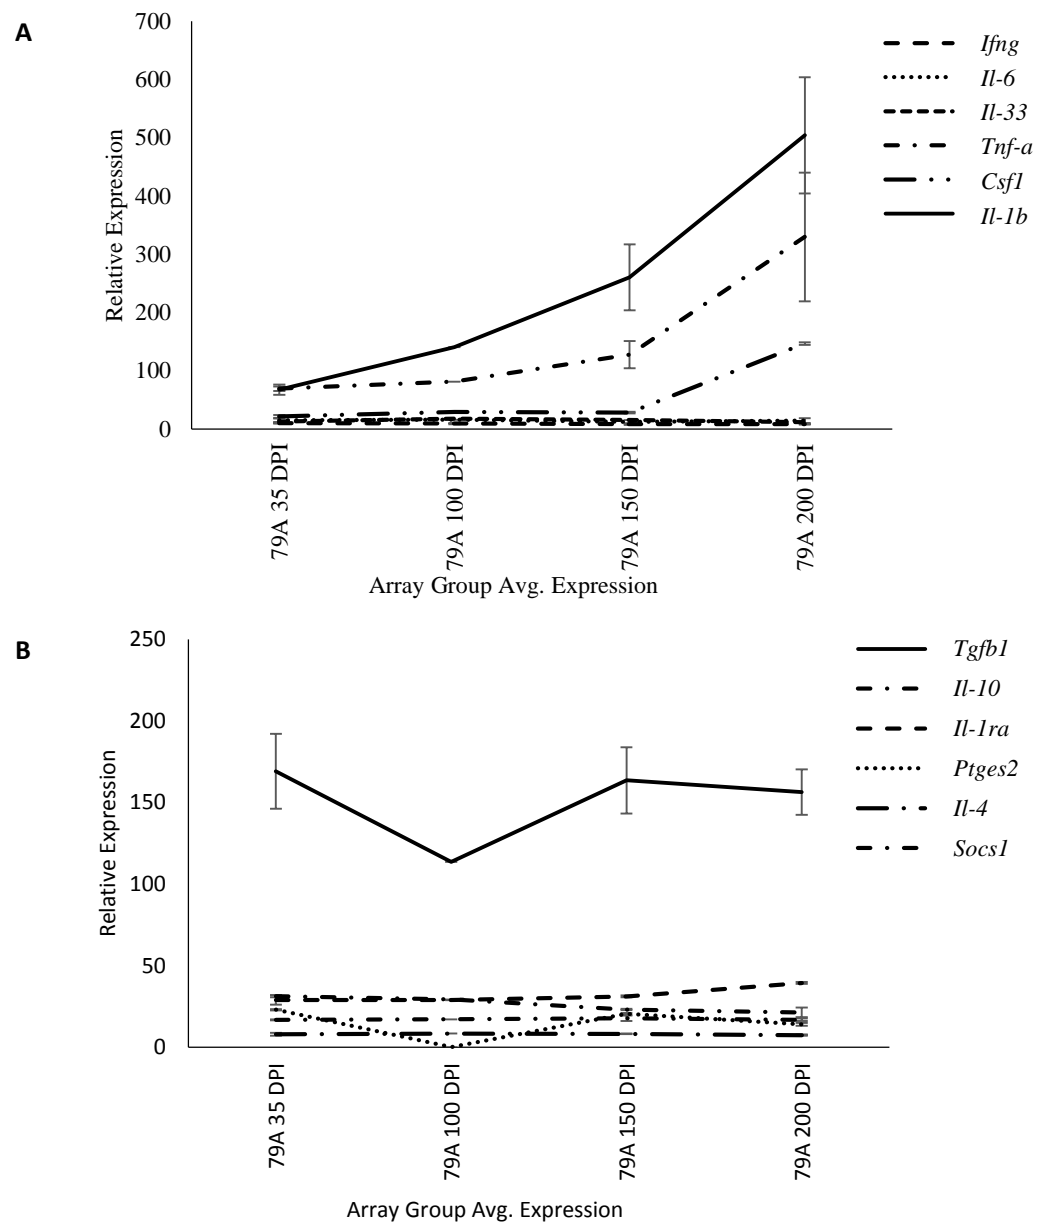 A
700
600
500
400
300
200
100
0
Relative Expression
79A 35 DPI
79A 100 DPI
79A 150 DPI
79A 200 DPI
Array Group Avg. Expression
Ifng
Il-6
Il-33
Tnf-a
Csf1
Il-1b
B
250
200
150
100
50
0
Relative Expression
79A 35 DPI
79A 100 DPI
79A 150 DPI
79A 200 DPI
Array Group Avg. Expression
Tgfb1
Il-10
Il-1ra
Ptges2
Il-4
Socs1